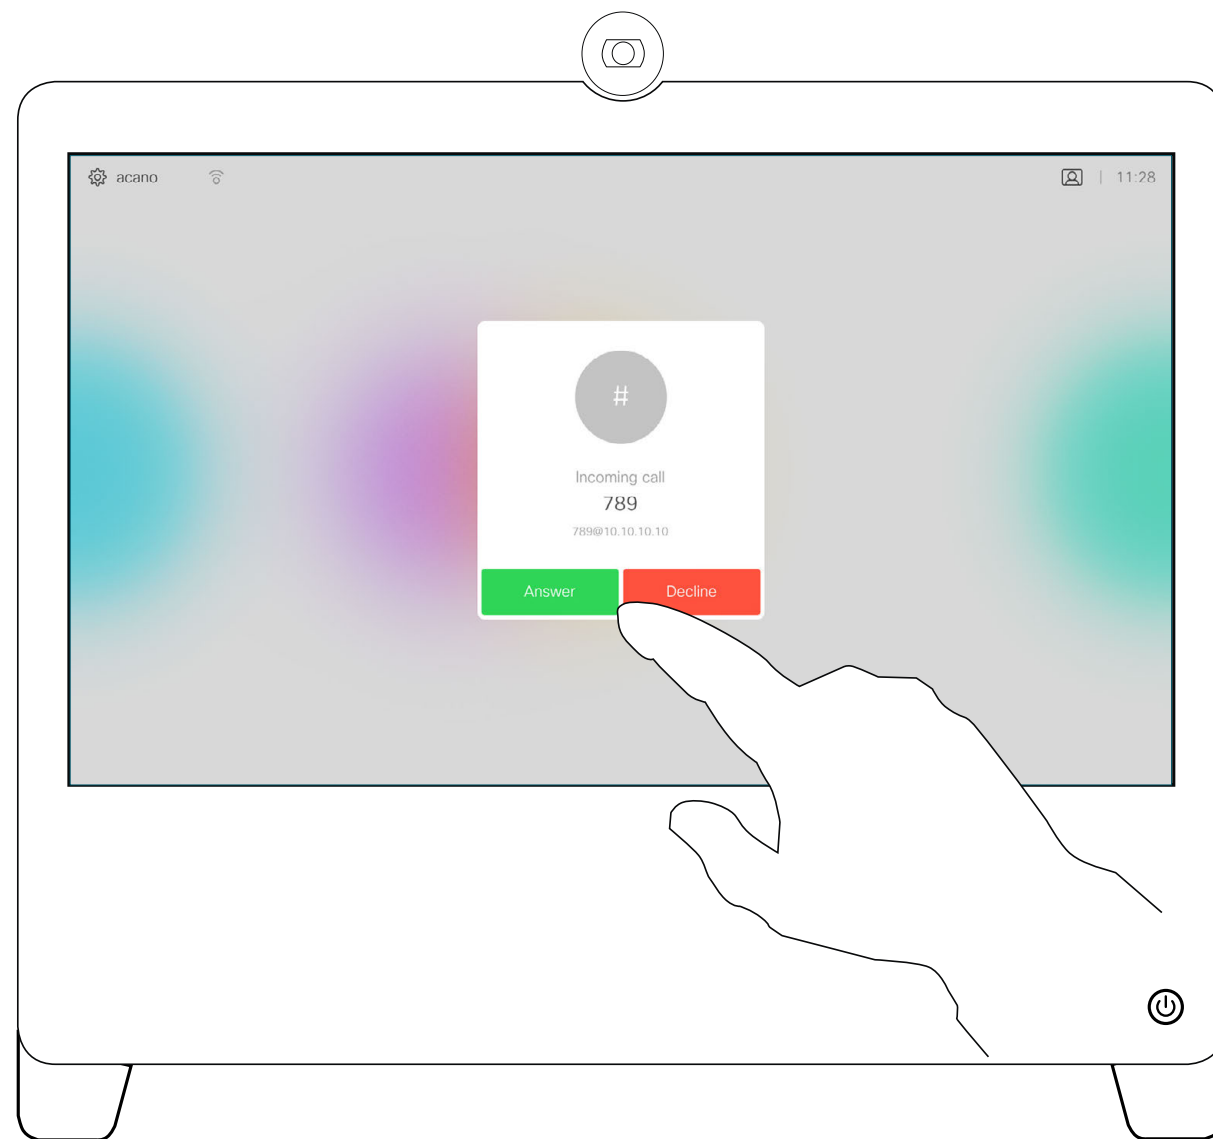 acano
11:28
#
Incoming call
789
789@10.10.10.10
Answer Decline